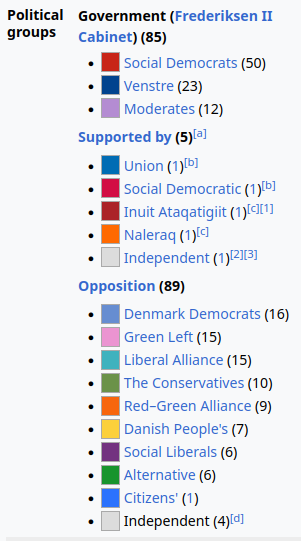 Political groups
Government (Frederiksen II Cabinet) (85)
Social Democrats (50)
Venstre (23)
Moderates (12)
Supported by (5)[a]
Union (1)[b]
Social Democratic (1)[b]
Inuit Ataqatigiit (1)[c][1]
Naleraq (1)[c]
Independent (1)[2][3]
Opposition (89)
Denmark Democrats (16)
Green Left (15)
Liberal Alliance (15)
The Conservatives (10)
Red–Green Alliance (9)
Danish People's (7)
Social Liberals (6)
Alternative (6)
Citizens' (1)
Independent (4)[d]